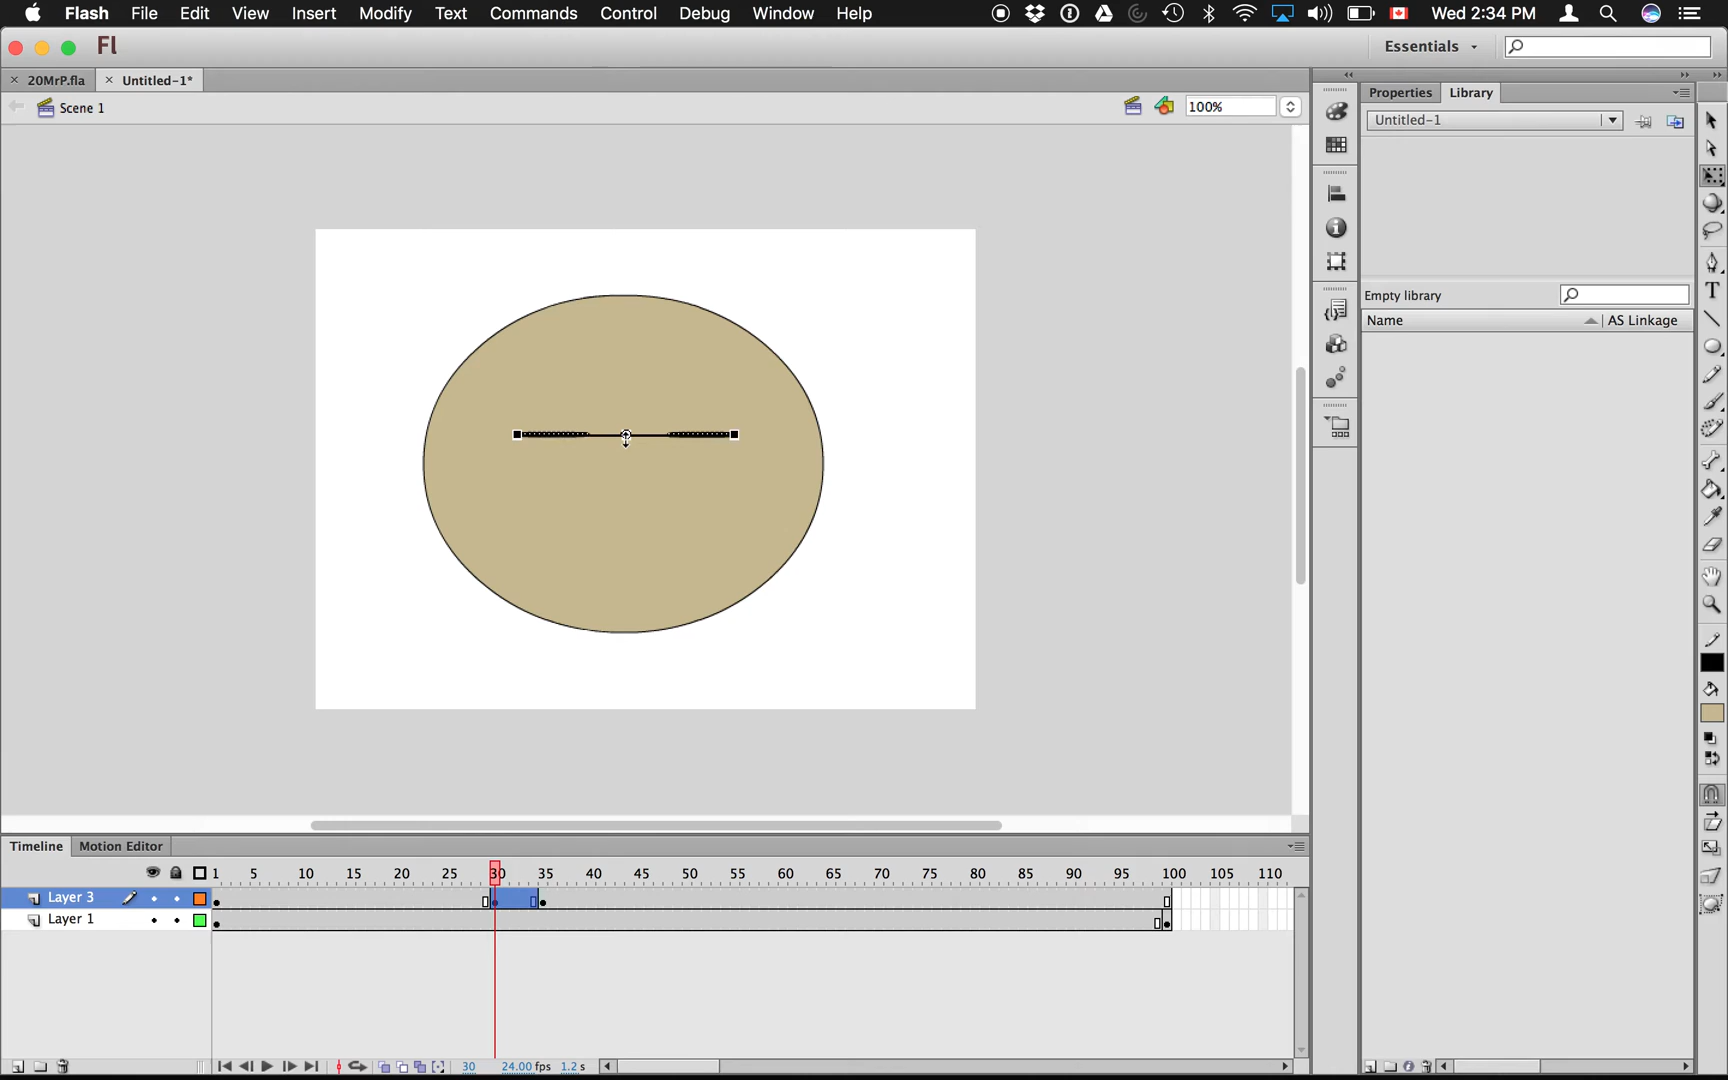 Flash File Edit View Insert Modify Text Commands Control Debug Window Help Wed 2:34 PM
Fl Essentials
20MrP.fla Untitled-1*
Scene 1 100%
Properties Library
Untitled-1
Empty library
Name AS Linkage
Timeline Motion Editor
1 5 10 15 20 25 30 35 40 45 50 55 60 65 70 75 80 85 90 95 100 105 110
Layer 3
Layer 1
30 24.00 fps 1.2 s